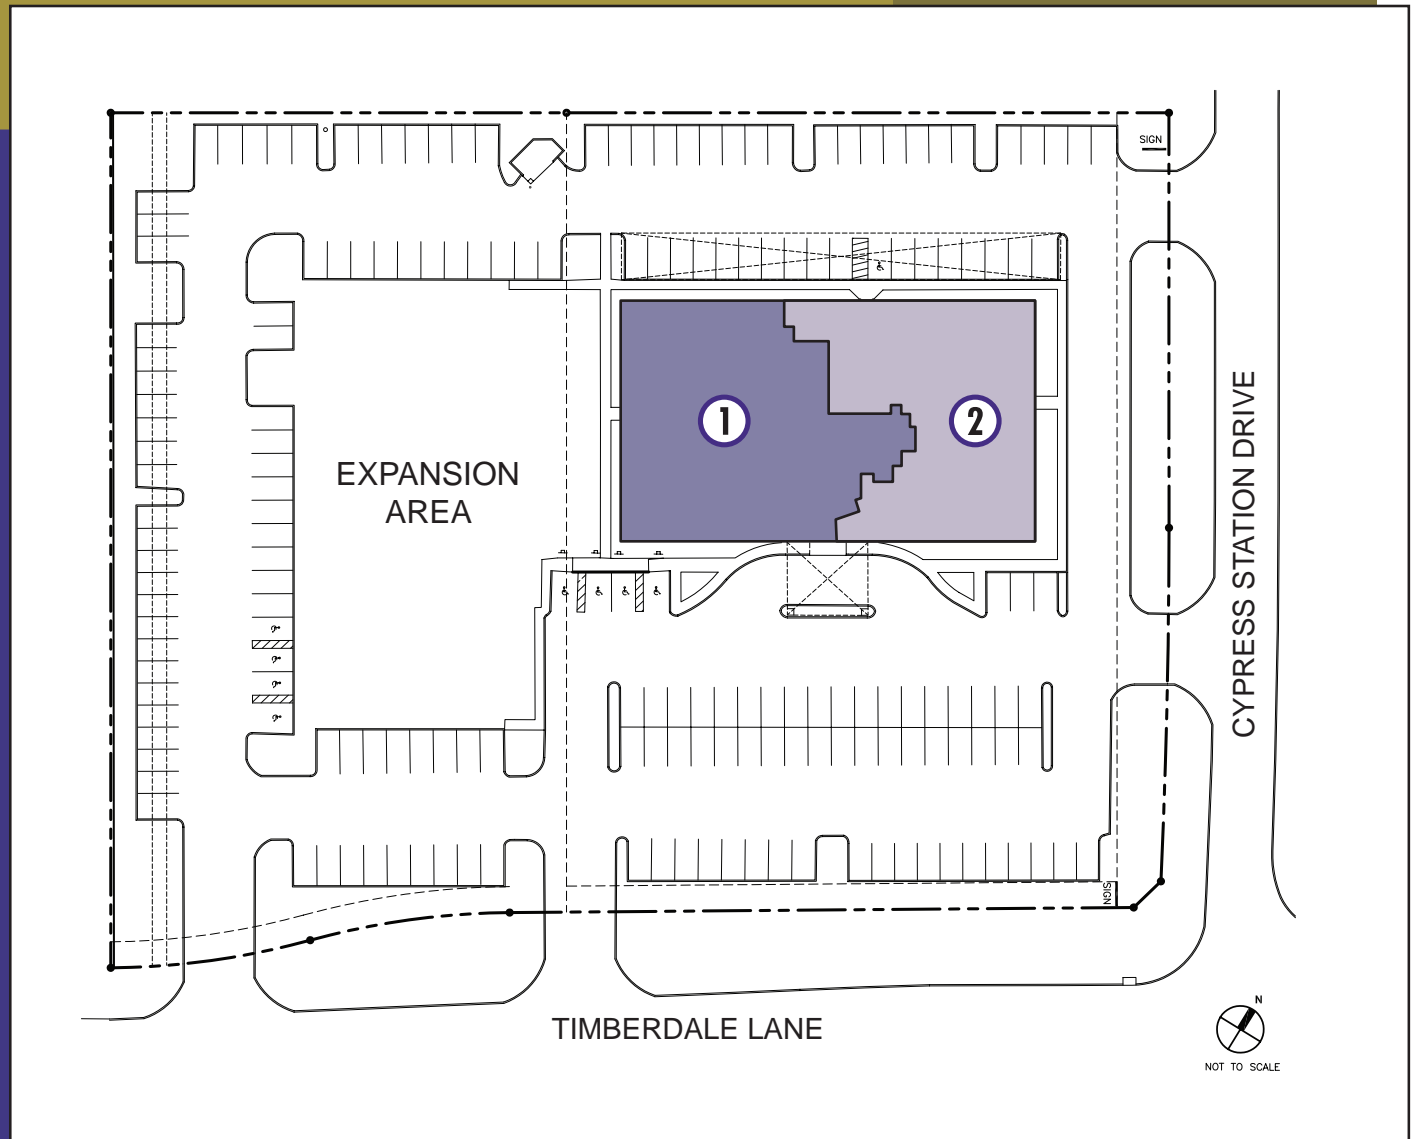 SIGN
1
2
EXPANSION
AREA
CYPRESS STATION DRIVE
SIGN
TIMBERDALE LANE
N
NOT TO SCALE